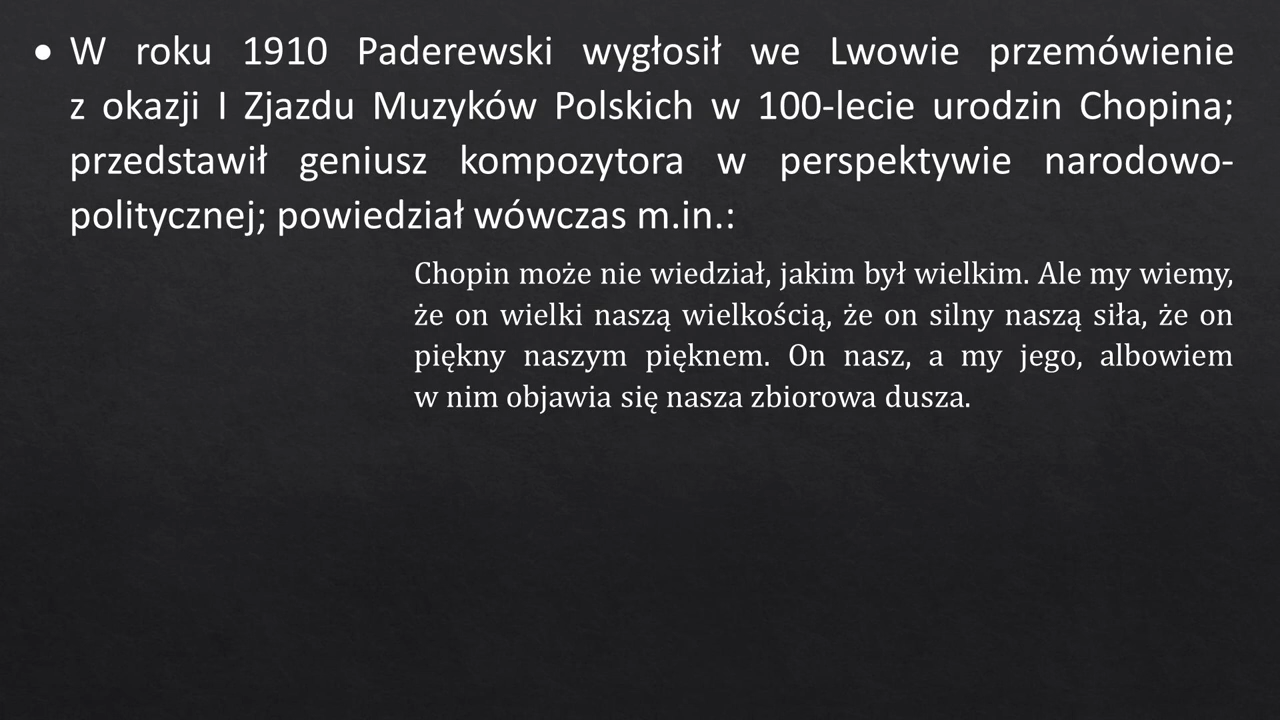 • W roku 1910 Paderewski wygłosił we Lwowie przemówienie
z okazji I Zjazdu Muzyków Polskich w 100-lecie urodzin Chopina;
przedstawił geniusz kompozytora w perspektywie narodowo-
politycznej; powiedział wówczas m.in.:
Chopin może nie wiedział, jakim był wielkim. Ale my wiemy,
że on wielki naszą wielkością, że on silny naszą siła, że on
piękny naszym pięknem. On nasz, a my jego, albowiem
w nim objawia się nasza zbiorowa dusza.